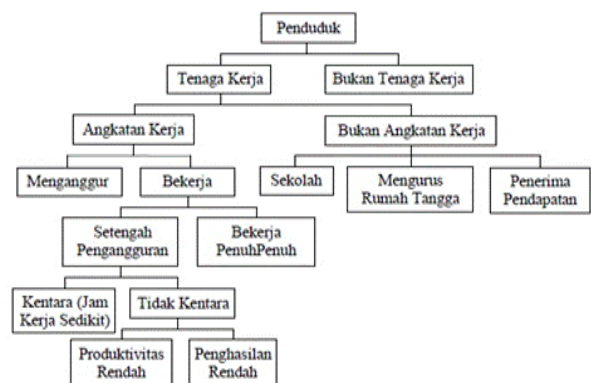 Penduduk
Tenaga Kerja
Bukan Tenaga Kerja
Angkatan Kerja
Bukan Angkatan Kerja
Menganggur
Bekerja
Sekolah
Mengurus
Rumah Tangga
Penerima
Pendapatan
Setengah
Pengangguran
Bekerja
PenuhPenuh
Kentara (Jam
Kerja Sedikit)
Tidak Kentara
Produktivitas
Rendah
Penghasilan
Rendah